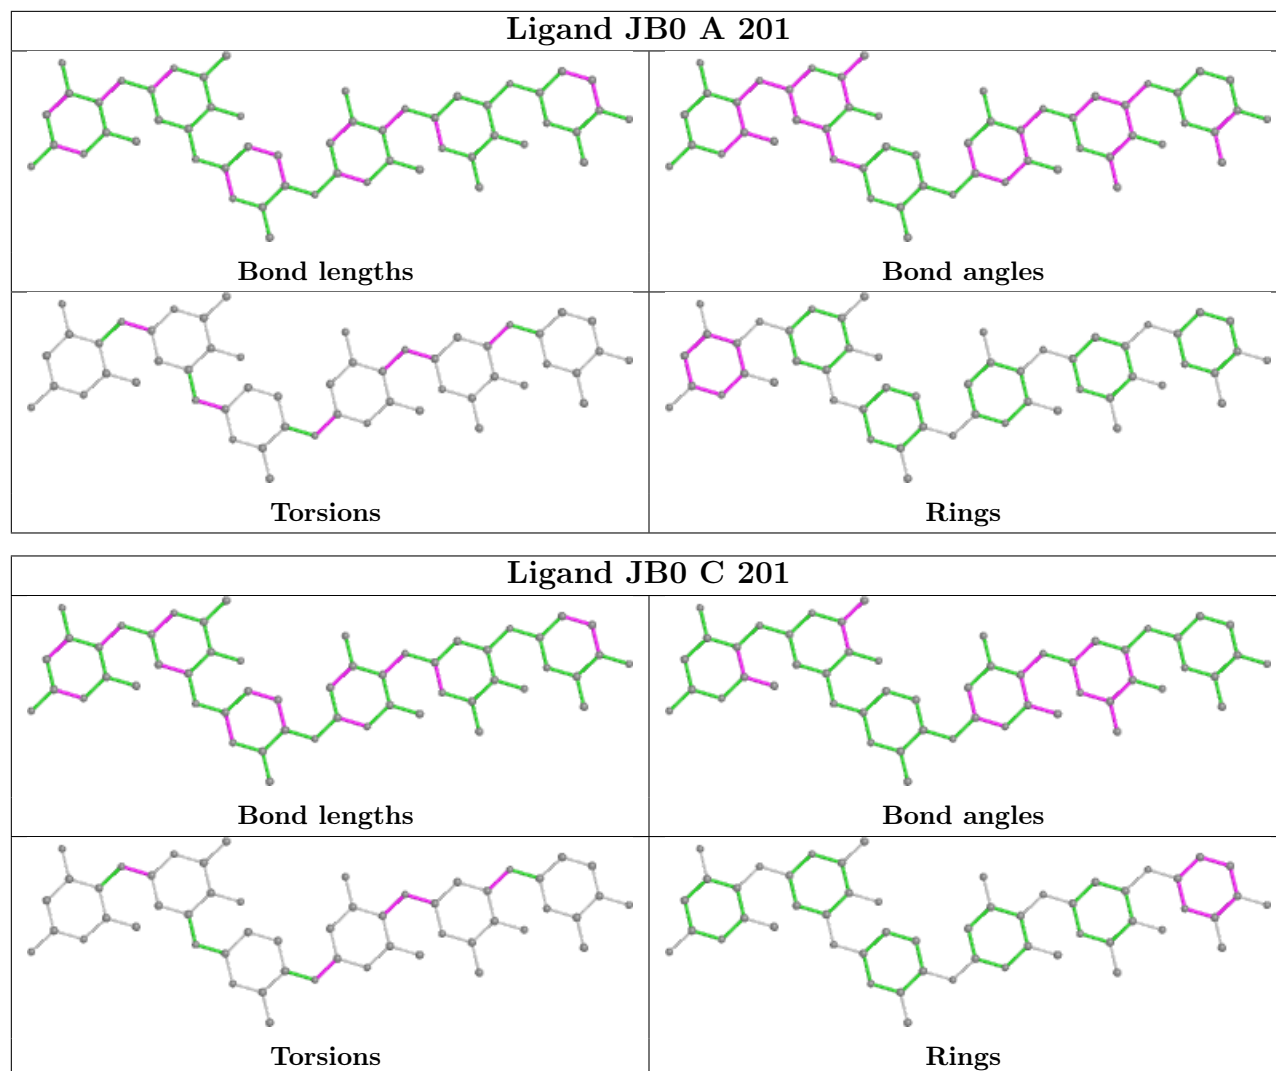 Ligand JB0 A 201
Bond lengths
Bond angles
Torsions
Rings
Ligand JB0 C 201
Bond lengths
Bond angles
Torsions
Rings